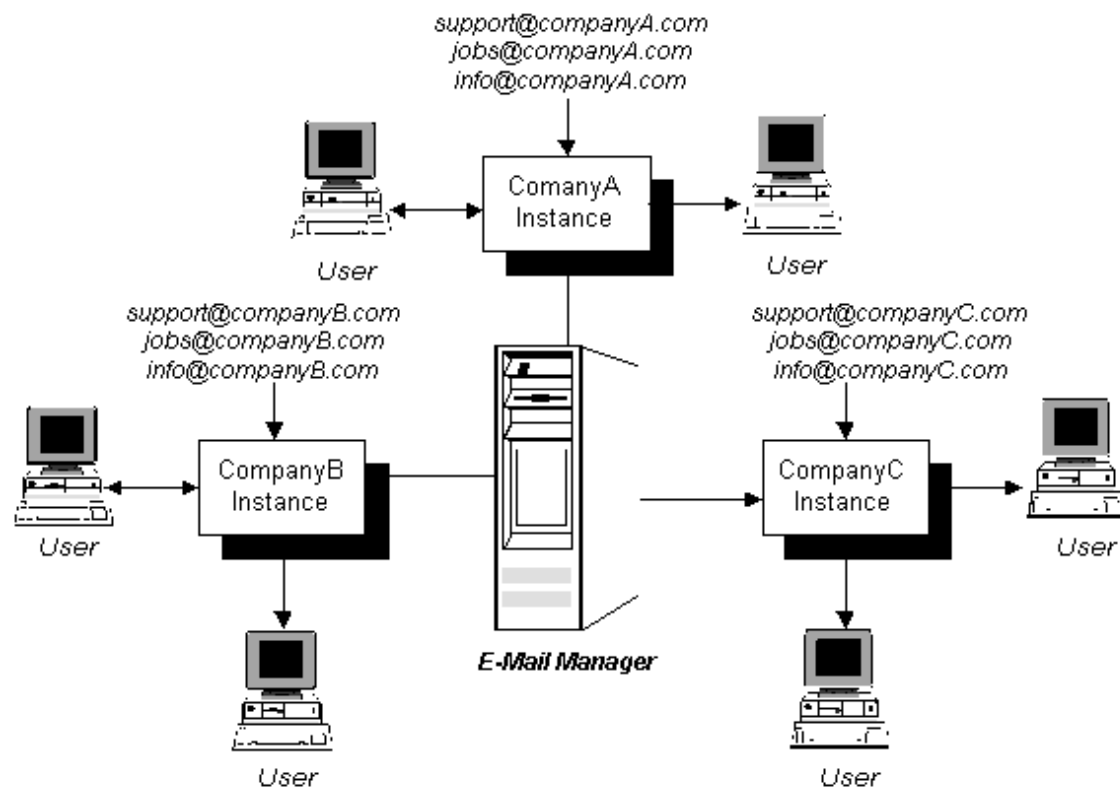 support@companyA.com
jobs@companyA.com
info@companyA.com
ComanyA
Instance
User
User
support@companyB.com
jobs@companyB.com
info@companyB.com
support@companyC.com
jobs@companyC.com
info@companyC.com
CompanyB
Instance
CompanyC
Instance
User
User
E-Mail Manager
User
User